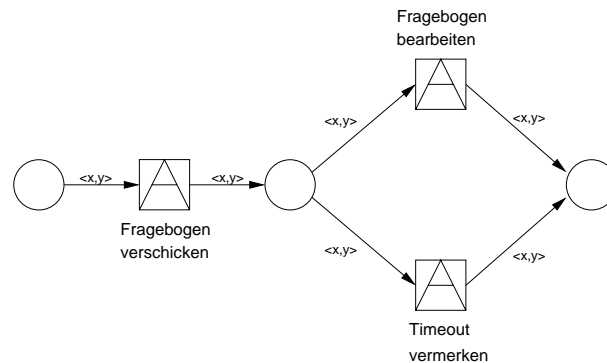 Fragebogen
bearbeiten
<x,y>
<x,y>
<x,y>
<x,y>
Fragebogen
verschicken
<x,y>
<x,y>
Timeout
vermerken